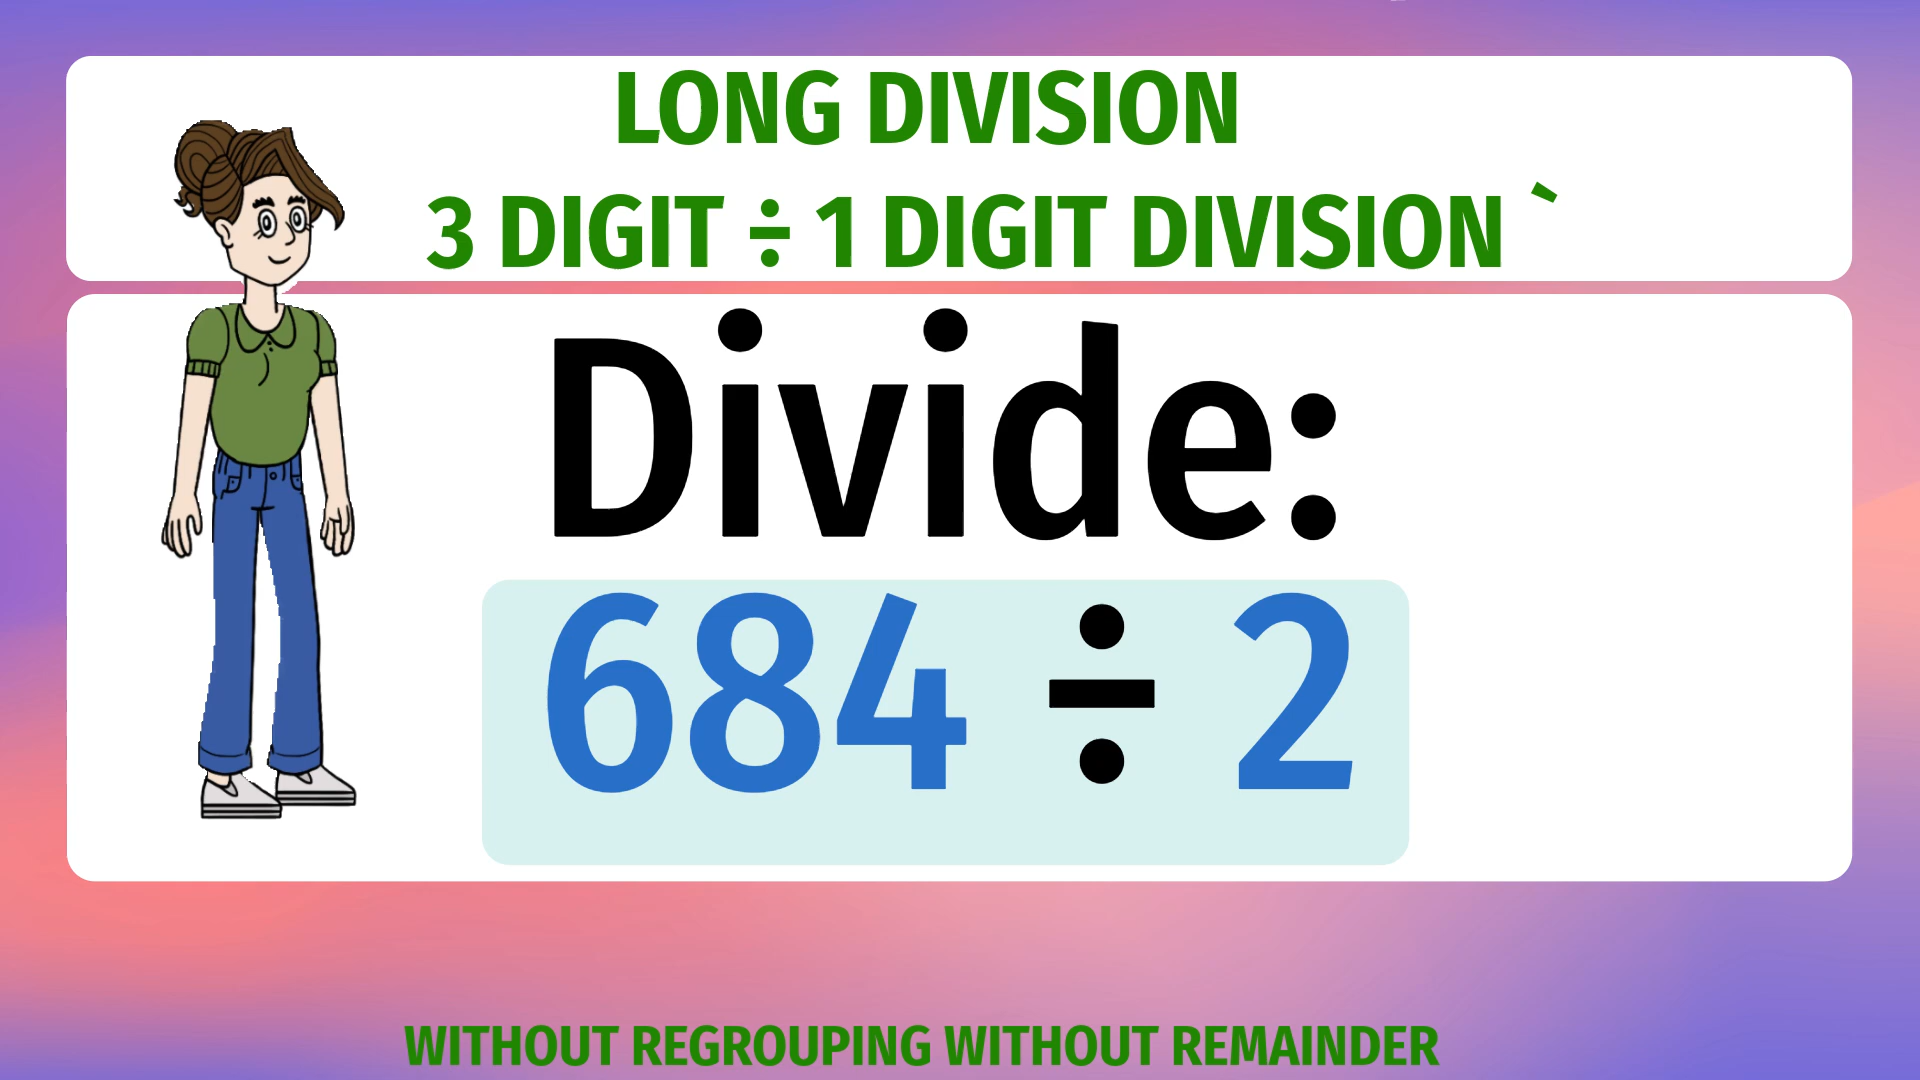 LONG DIVISION
3 DIGIT ÷ 1 DIGIT DIVISION `
Divide:
684 ÷ 2
WITHOUT REGROUPING WITHOUT REMAINDER